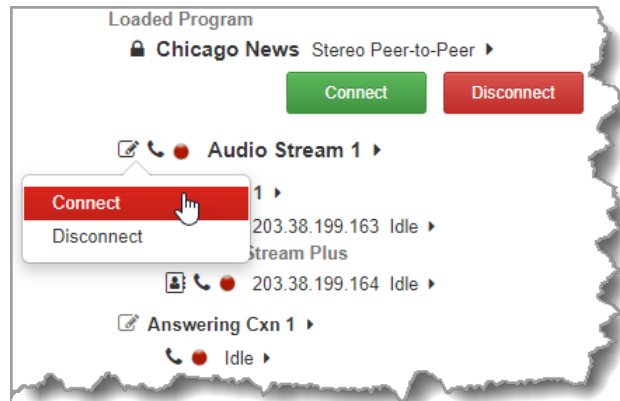 Loaded Program
Chicago News Stereo Peer-to-Peer
Connect Disconnect
Audio Stream 1
Connect
1
Disconnect
203.38.199.163 Idle
Stream Plus
203.38.199.164 Idle
Answering Cxn 1
Idle